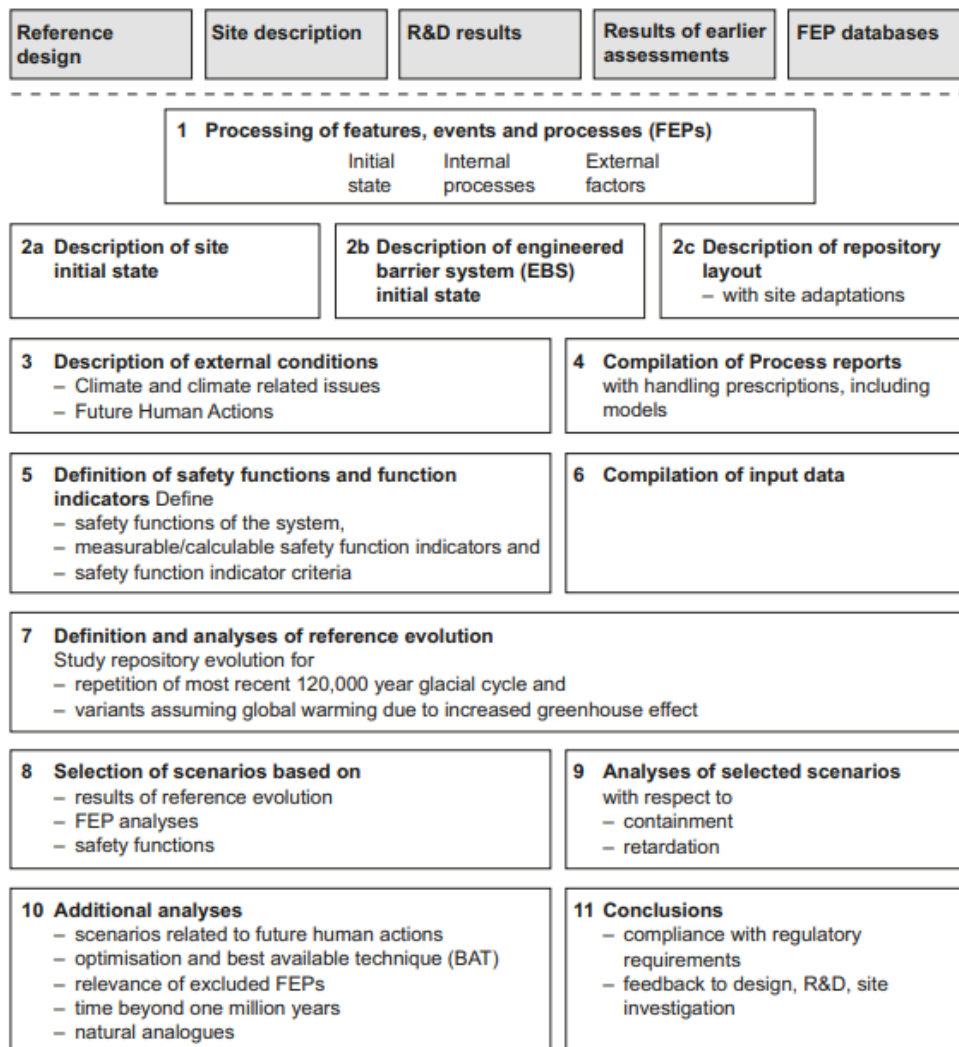 Reference
design
Site description
R&D results
Results of earlier
assessments
FEP databases
1 Processing of features, events and processes (FEPs)
Initial
state
Internal
processes
External
factors
2a Description of site
initial state
2b Description of engineered
barrier system (EBS)
initial state
2c Description of repository
layout
– with site adaptations
3 Description of external conditions
– Climate and climate related issues
– Future Human Actions
4 Compilation of Process reports
with handling prescriptions, including
models
5 Definition of safety functions and function
indicators Define
– safety functions of the system,
– measurable/calculable safety function indicators and
– safety function indicator criteria
6 Compilation of input data
7 Definition and analyses of reference evolution
Study repository evolution for
– repetition of most recent 120,000 year glacial cycle and
– variants assuming global warming due to increased greenhouse effect
8 Selection of scenarios based on
– results of reference evolution
– FEP analyses
– safety functions
9 Analyses of selected scenarios
with respect to
– containment
– retardation
10 Additional analyses
– scenarios related to future human actions
– optimisation and best available technique (BAT)
– relevance of excluded FEPs
– time beyond one million years
– natural analogues
11 Conclusions
– compliance with regulatory
requirements
– feedback to design, R&D, site
investigation